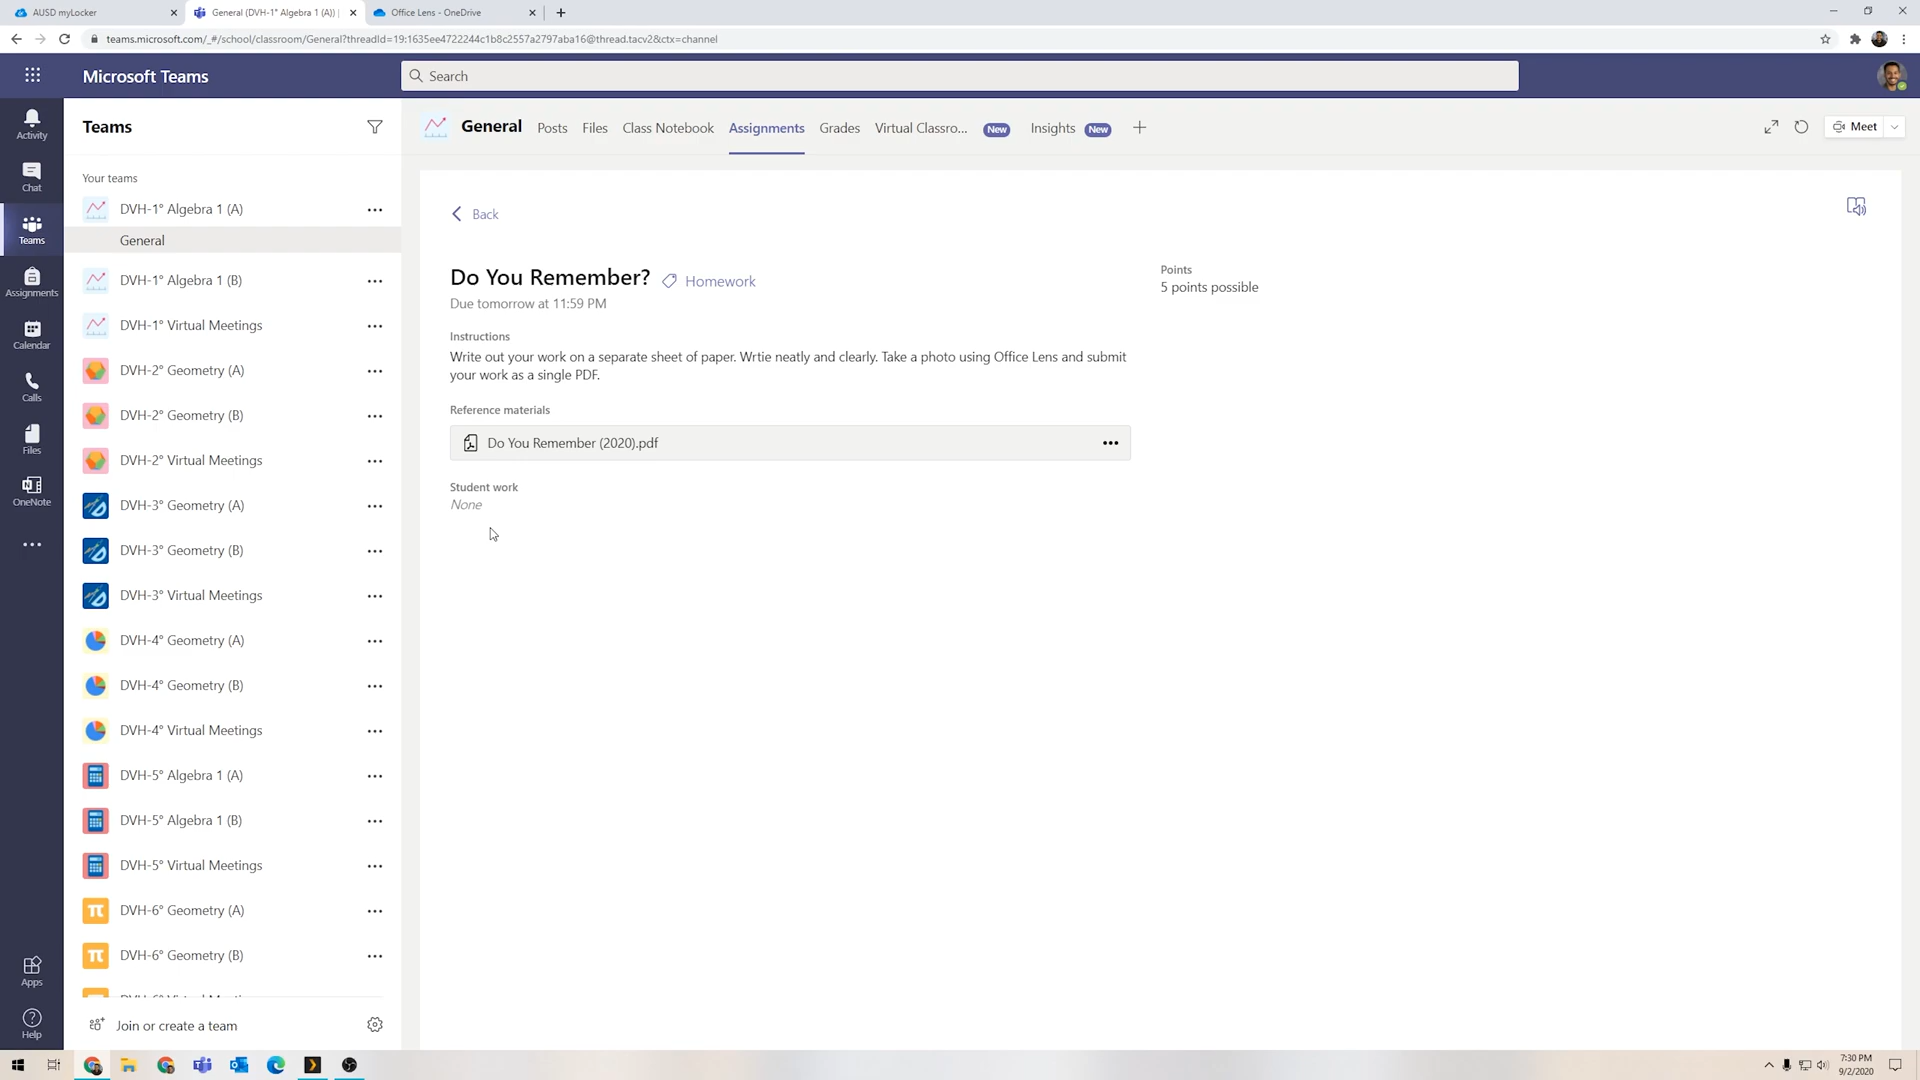 AUSD myLocker
General (DVH-1° Algebra 1 (A)) |
Office Lens - OneDrive
teams.microsoft.com/_#/school/classroom/General?threadId=19:1635ee4722244c1b8c2557a2797aba16@thread.tacv2&ctx=channel
Microsoft Teams
Search
Activity
Chat
Teams
Assignments
Calendar
Calls
Files
OneNote
Apps
Help
Teams
Your teams
DVH-1° Algebra 1 (A)
General
DVH-1° Algebra 1 (B)
DVH-1° Virtual Meetings
DVH-2° Geometry (A)
DVH-2° Geometry (B)
DVH-2° Virtual Meetings
DVH-3° Geometry (A)
DVH-3° Geometry (B)
DVH-3° Virtual Meetings
DVH-4° Geometry (A)
DVH-4° Geometry (B)
DVH-4° Virtual Meetings
DVH-5° Algebra 1 (A)
DVH-5° Algebra 1 (B)
DVH-5° Virtual Meetings
DVH-6° Geometry (A)
DVH-6° Geometry (B)
Join or create a team
General Posts Files Class Notebook Assignments Grades Virtual Classro... New Insights New
Meet
Back
Do You Remember? Homework
Due tomorrow at 11:59 PM
Points
5 points possible
Instructions
Write out your work on a separate sheet of paper. Wrtie neatly and clearly. Take a photo using Office Lens and submit
your work as a single PDF.
Reference materials
Do You Remember (2020).pdf
Student work
None
7:30 PM
9/2/2020